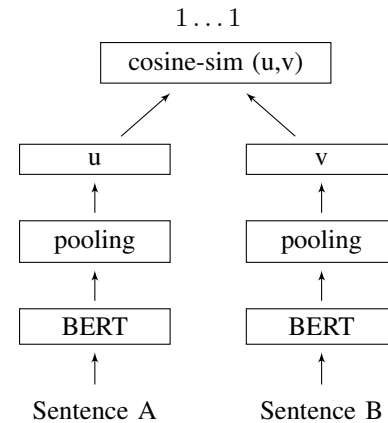 1 … 1
cosine-sim (u,v)
u v
pooling pooling
BERT BERT
Sentence A Sentence B